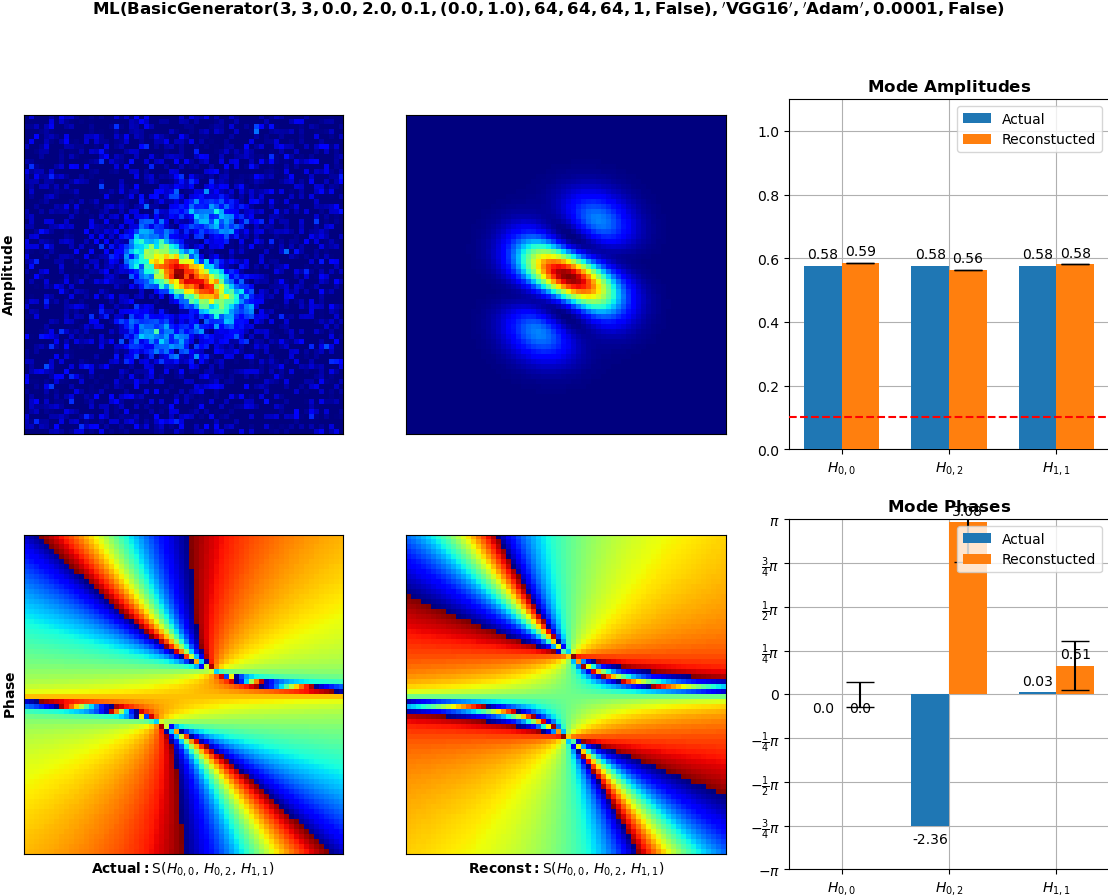 ML(BasicGenerator(3, 3, 0.0, 2.0, 0.1, (0.0, 1.0), 64, 64, 64, 1, False), ′VGG16′, ′Adam′, 0.0001, False)
Amplitude
Mode Amplitudes
Actual
Reconstucted
1.0
0.8
0.6
0.4
0.2
0.0
0.58
0.59
0.58
0.56
0.58
0.58
H₀,₀
H₀,₂
H₁,₁
Phase
Actual: S(H₀,₀, H₀,₂, H₁,₁)
Reconst: S(H₀,₀, H₀,₂, H₁,₁)
Mode Phases
Actual
Reconstucted
π
3/4π
1/2π
1/4π
0
−1/4π
−1/2π
−3/4π
−π
0.0
0.0
-2.36
3.08
0.03
0.51
H₀,₀
H₀,₂
H₁,₁